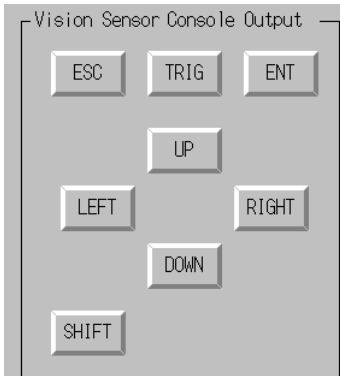 Vision Sensor Console Output
ESC TRIG ENT
UP
LEFT RIGHT
DOWN
SHIFT